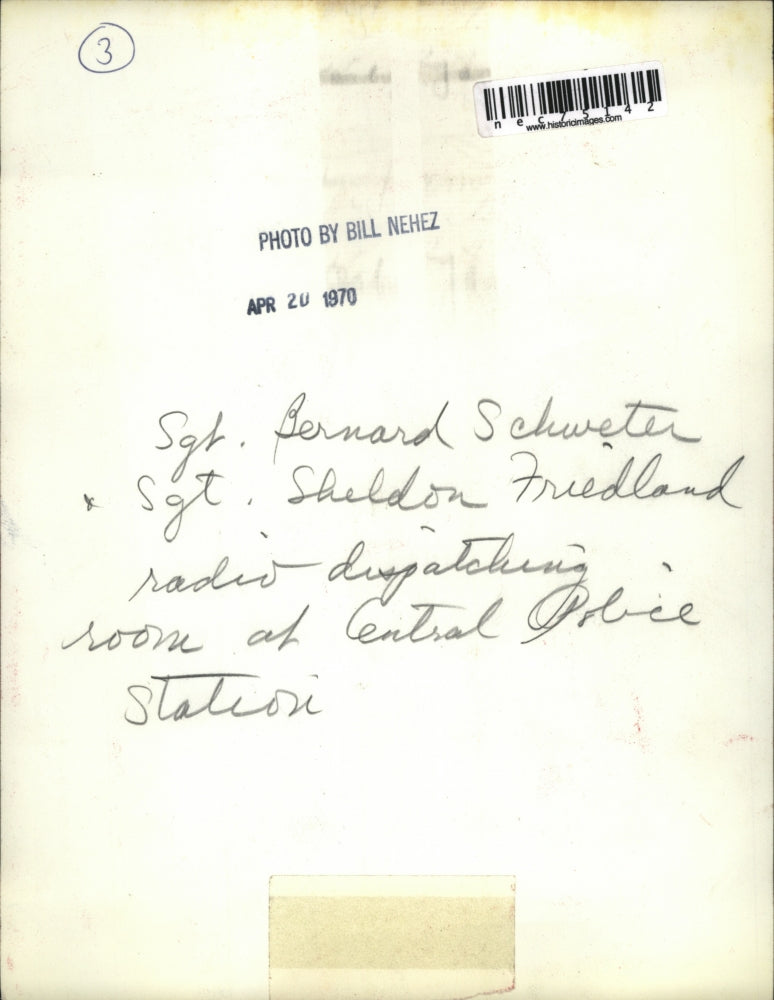 3
nec75142
www.historicimages.com
PHOTO BY BILL NEHEZ
APR 20 1970
Sgt. Bernard Schweter
x Sgt. Sheldon Friedland
radio dispatching
room at Central Police
Station